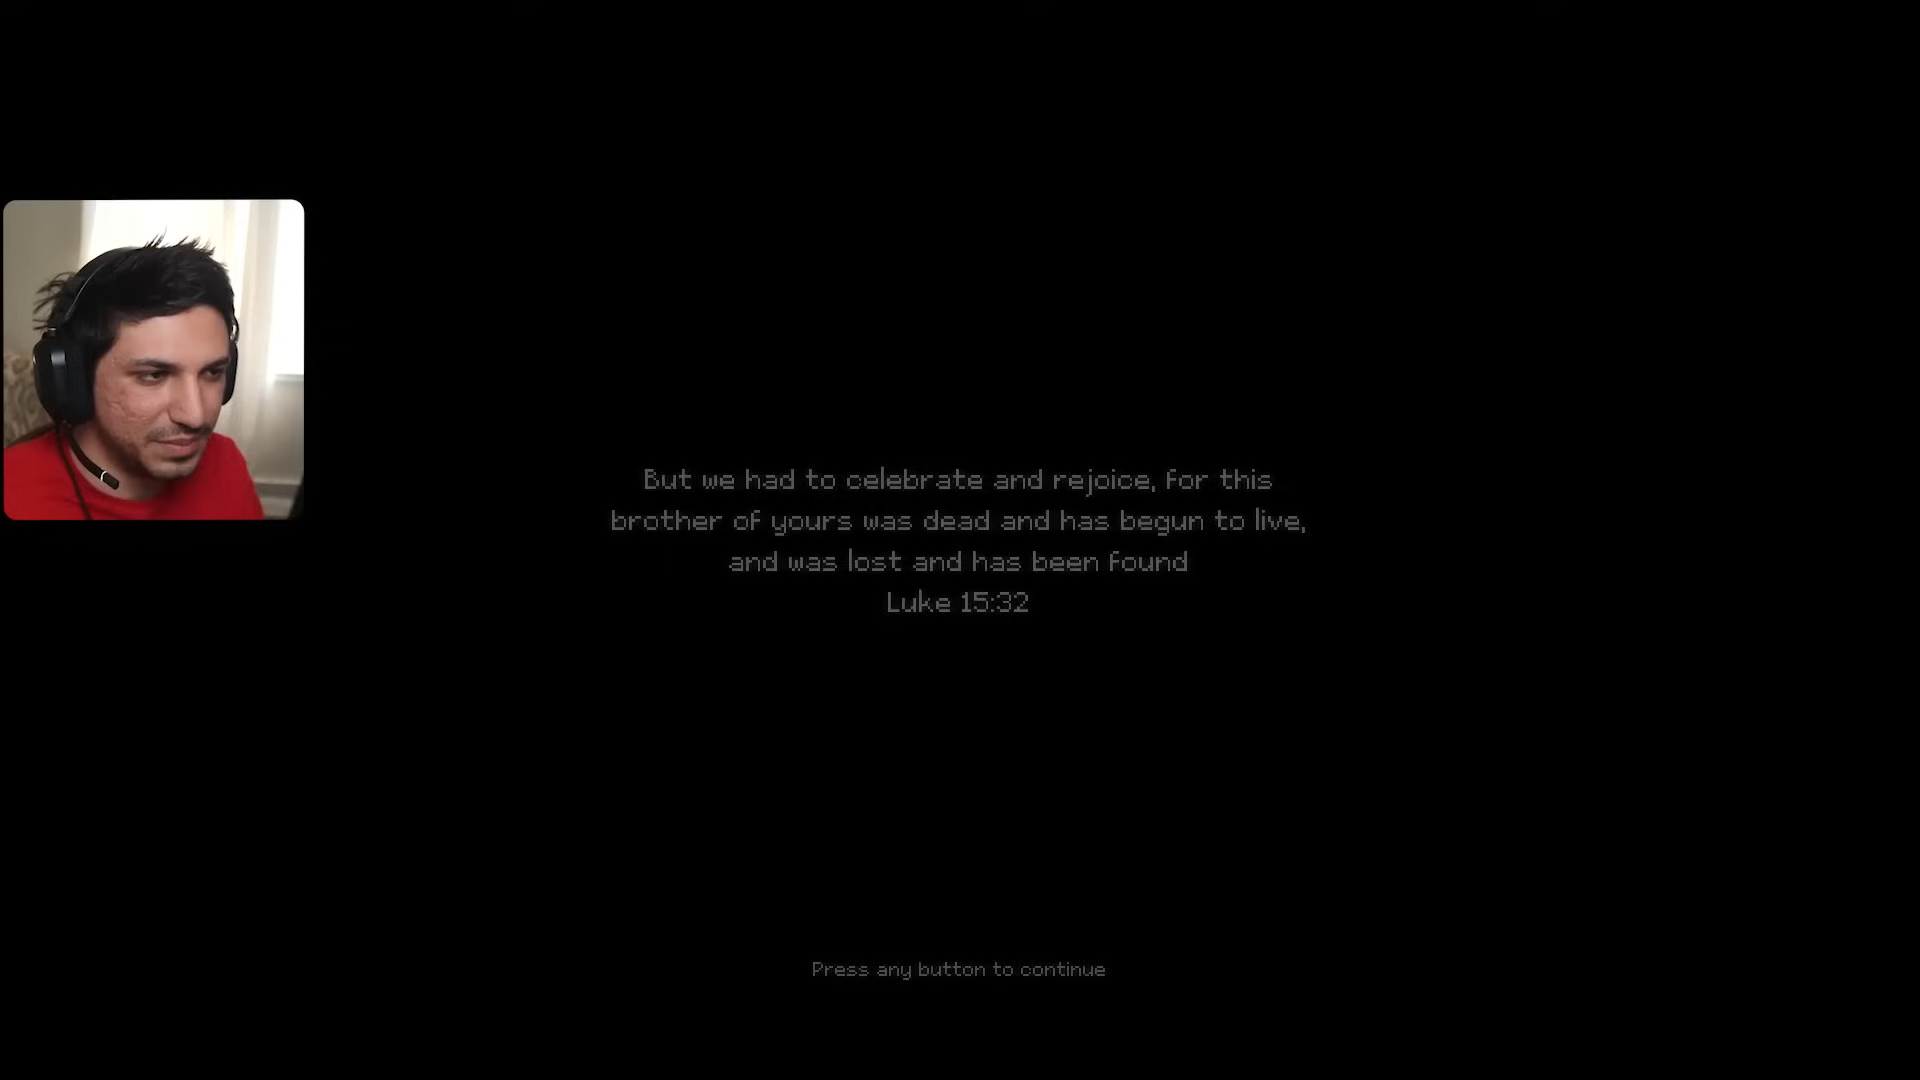 But we had to celebrate and rejoice, for this
brother of yours was dead and has begun to live,
and was lost and has been found
Luke 15:32
Press any button to continue